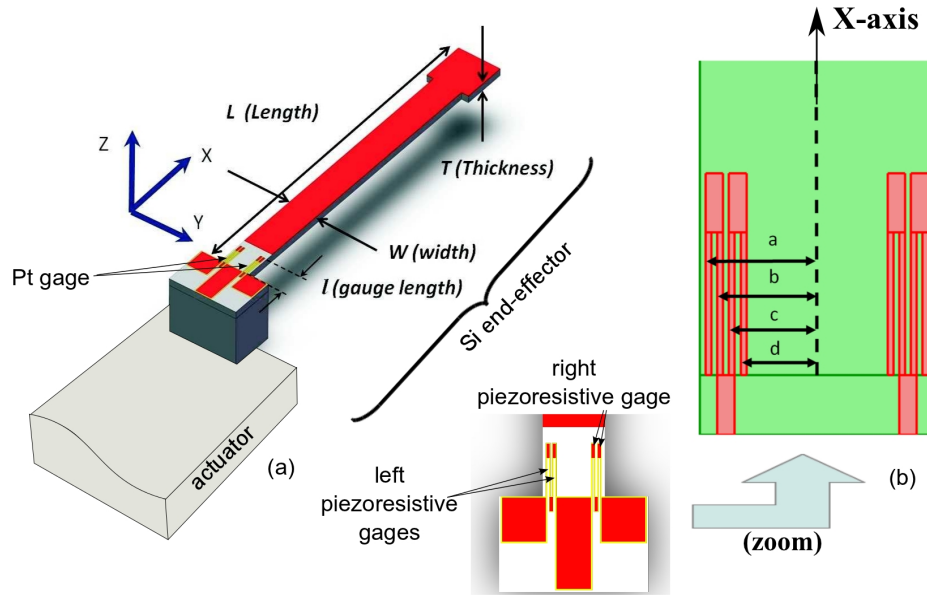 X-axis
L (Length)
Z
X
Y
T (Thickness)
Pt gage
W (width)
l (gauge length)
Si end-effector
a
b
c
d
right
piezoresistive gage
actuator
(a)
left
piezoresistive
gages
(b)
(zoom)